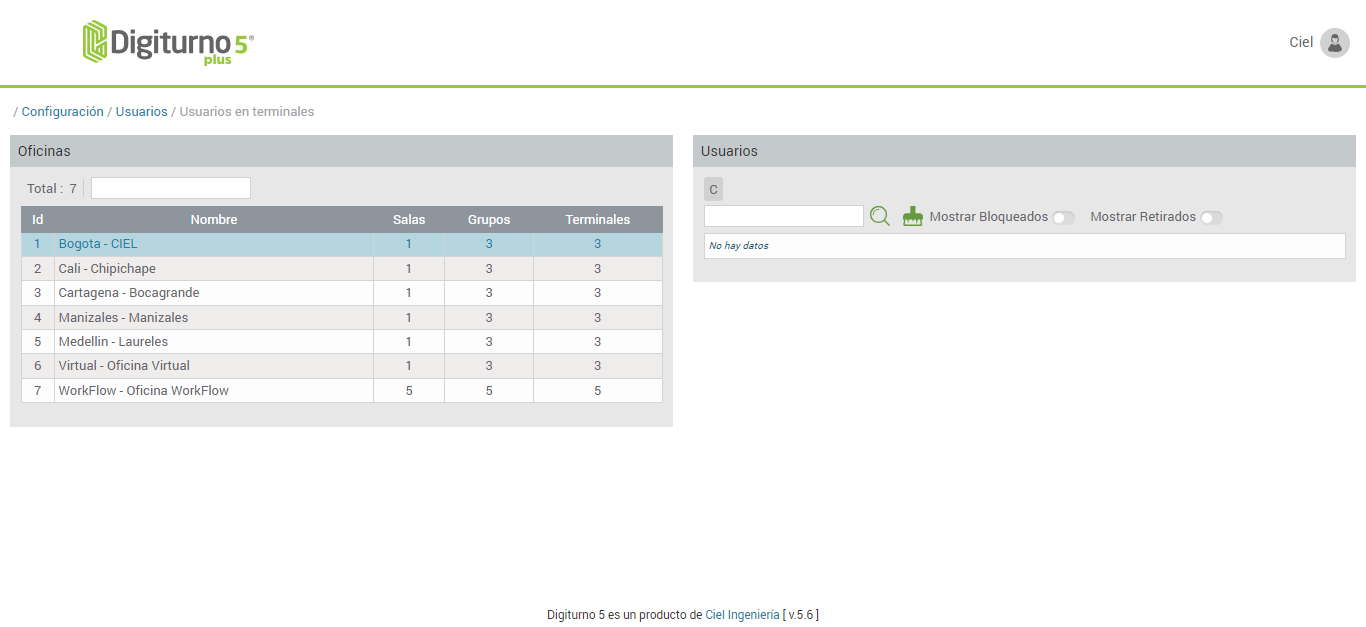 Digiturno 5®
plus
Ciel
/ Configuración / Usuarios / Usuarios en terminales
Oficinas
Total : 7
Id Nombre Salas Grupos Terminales
1 Bogota - CIEL 1 3 3
2 Cali - Chipichape 1 3 3
3 Cartagena - Bocagrande 1 3 3
4 Manizales - Manizales 1 3 3
5 Medellin - Laureles 1 3 3
6 Virtual - Oficina Virtual 1 3 3
7 WorkFlow - Oficina WorkFlow 5 5 5
Usuarios
C
Mostrar Bloqueados Mostrar Retirados
No hay datos
Digiturno 5 es un producto de Ciel Ingeniería [ v.5.6 ]